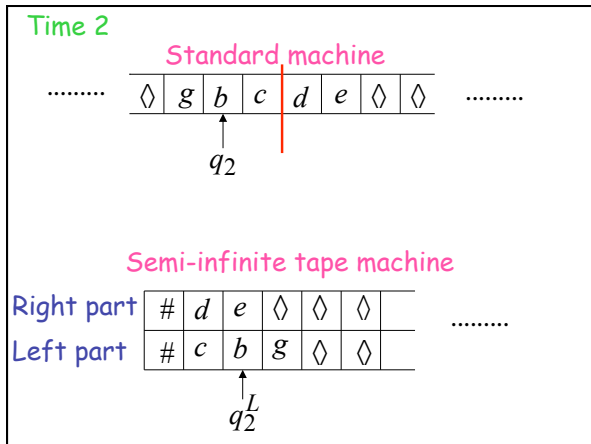 Time 2
Standard machine
......... ◊ g b c d e ◊ ◊ .........
q₂
Semi-infinite tape machine
Right part # d e ◊ ◊ ◊
.........
Left part # c b g ◊ ◊
q₂ᴸ